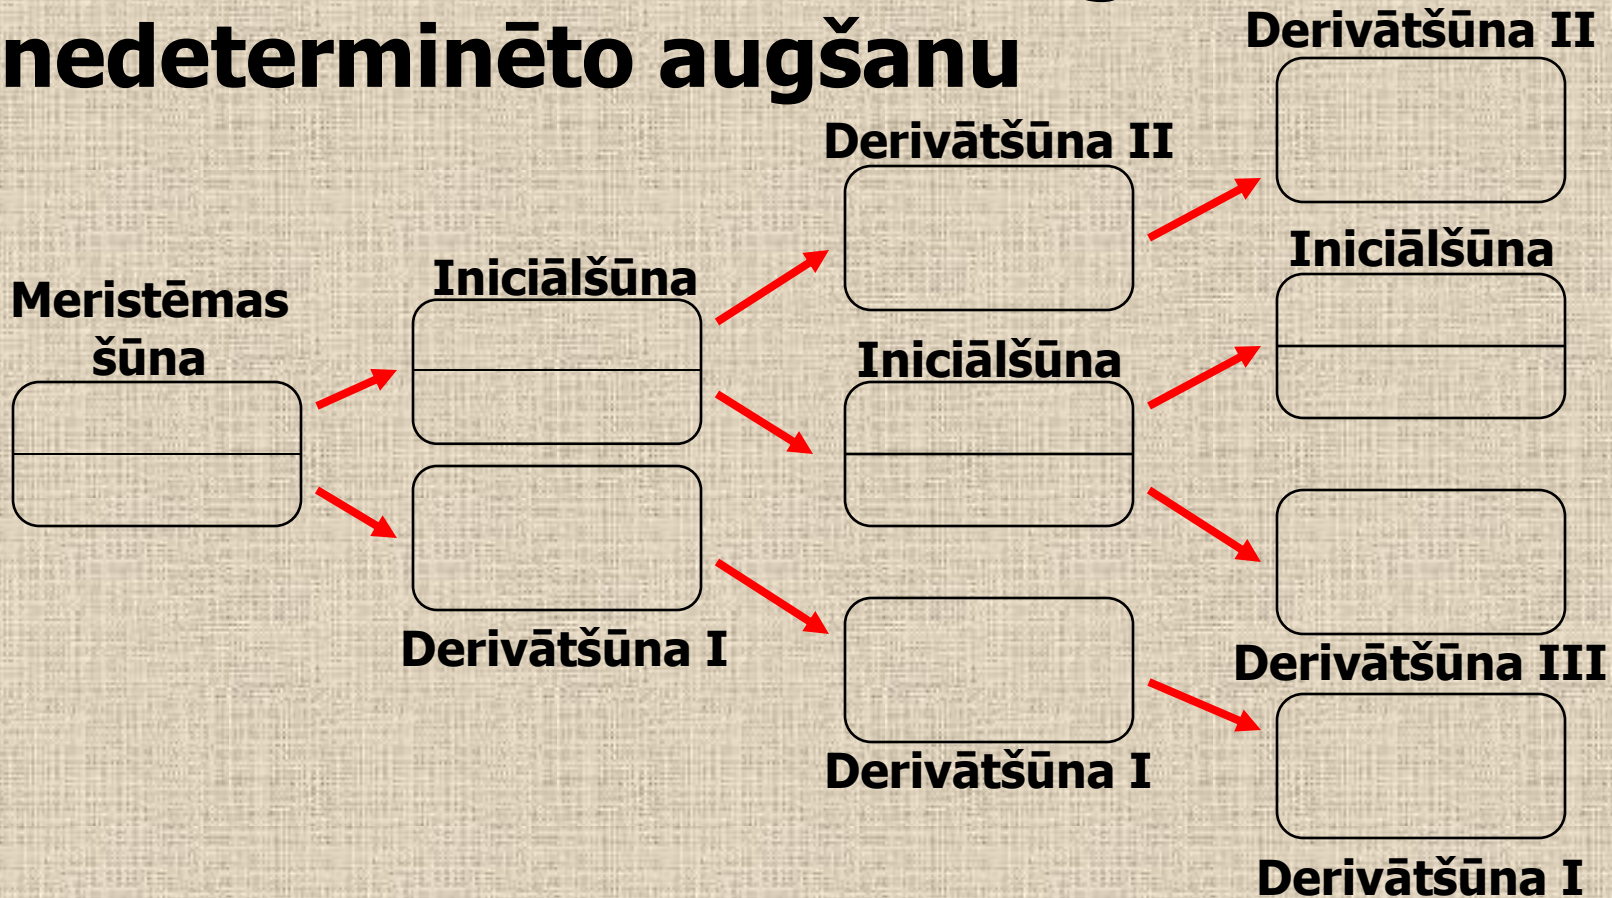 nedeterminēto augšanu
Meristēmas
šūna
Iniciālšūna
Derivātšūna I
Derivātšūna II
Iniciālšūna
Derivātšūna I
Derivātšūna II
Iniciālšūna
Derivātšūna III
Derivātšūna I